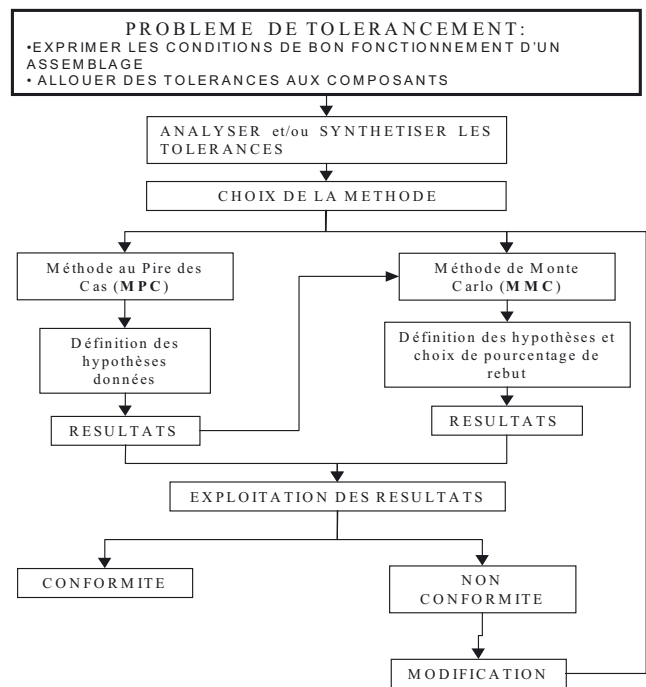 PROBLEME DE TOLERANCEMENT:
•EXPRIMER LES CONDITIONS DE BON FONCTIONNEMENT D'UN
ASSEMBLAGE
• ALLOUER DES TOLERANCES AUX COMPOSANTS
ANALYSER et/ou SYNTHETISER LES
TOLERANCES
CHOIX DE LA METHODE
Méthode au Pire des
Cas (MPC)
Méthode de Monte
Carlo (MMC)
Définition des
hypothèses
données
Définition des hypothèses et
choix de pourcentage de
rebut
RESULTATS
RESULTATS
EXPLOITATION DES RESULTATS
CONFORMITE
NON
CONFORMITE
MODIFICATION